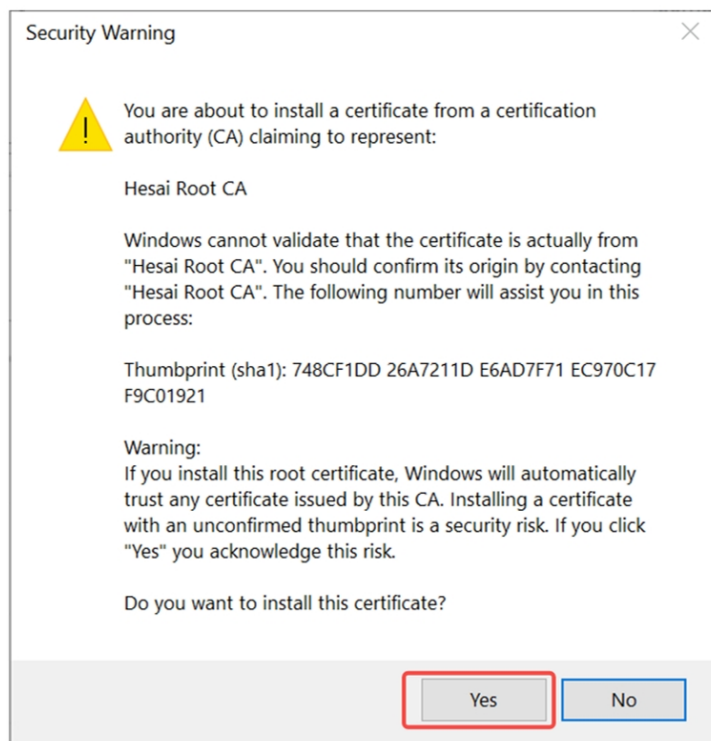 Security Warning
You are about to install a certificate from a certification
authority (CA) claiming to represent:
Hesai Root CA
Windows cannot validate that the certificate is actually from
"Hesai Root CA". You should confirm its origin by contacting
"Hesai Root CA". The following number will assist you in this
process:
Thumbprint (sha1): 748CF1DD 26A7211D E6AD7F71 EC970C17
F9C01921
Warning:
If you install this root certificate, Windows will automatically
trust any certificate issued by this CA. Installing a certificate
with an unconfirmed thumbprint is a security risk. If you click
"Yes" you acknowledge this risk.
Do you want to install this certificate?
Yes
No